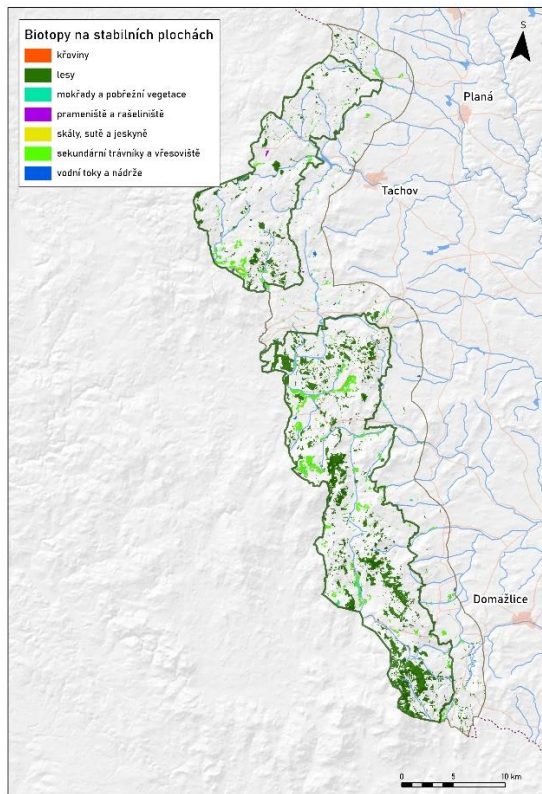 Biotopy na stabilních plochách
křoviny
lesy
mokřady a pobřežní vegetace
prameniště a rašeliniště
skály, sutě a jeskyně
sekundární trávníky a vřesoviště
vodní toky a nádrže
S
Planá
Tachov
Domažlice
0 5 10 km